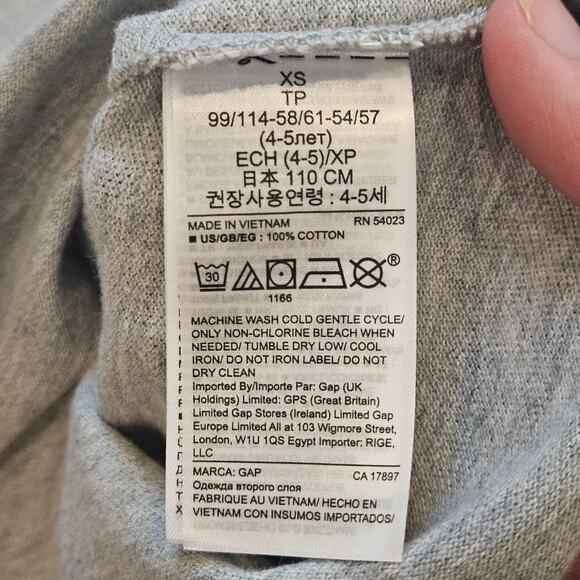 XS
TP
99/114-58/61-54/57
(4-5лет)
ECH (4-5)/XP
日本 110 CM
권장사용연령 : 4-5세
MADE IN VIETNAM RN 54023
■ US/GB/EG : 100% COTTON
30
®
1166
MACHINE WASH COLD GENTLE CYCLE/
ONLY NON-CHLORINE BLEACH WHEN
NEEDED/ TUMBLE DRY LOW/ COOL
IRON/ DO NOT IRON LABEL/ DO NOT
DRY CLEAN
Imported By/Importe Par: Gap (UK
Holdings) Limited: GPS (Great Britain)
Limited Gap Stores (Ireland) Limited Gap
Europe Limited All at 103 Wigmore Street,
London, W1U 1QS Egypt Importer: RIGE,
LLC
MARCA: GAP CA 17897
Одежда второго слоя
FABRIQUE AU VIETNAM/ HECHO EN
VIETNAM CON INSUMOS IMPORTADOS/